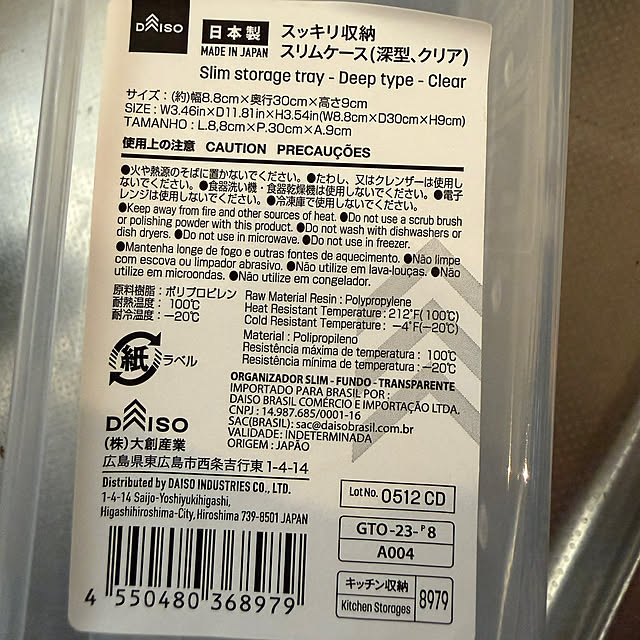 DAISO
日本製
MADE IN JAPAN
スッキリ収納
スリムケース(深型、クリア)
Slim storage tray - Deep type - Clear
サイズ:(約)幅8.8cm×奥行30cm×高さ9cm
SIZE : W3.46in×D11.81in×H3.54in(W8.8cm×D30cm×H9cm)
TAMANHO : L.8,8cm×P.30cm×A.9cm
使用上の注意 CAUTION PRECAUÇÕES
●火や熱源のそばに置かないでください。●たわし、又はクレンザーは使用し
ないでください。●食器洗い機・食器乾燥機は使用しないでください。●電子
レンジは使用しないでください。●冷凍庫で使用しないでください。
●Keep away from fire and other sources of heat. ●Do not use a scrub brush
or polishing powder with this product. ●Do not wash with dishwashers or
dish dryers. ●Do not use in microwave. ●Do not use in freezer.
●Mantenha longe de fogo e outras fontes de aquecimento. ●Não limpe
com escova ou limpador abrasivo. ●Não utilize em lava-louças. ●Não
utilize em microondas. ●Não utilize em congelador.
原料樹脂:ポリプロピレン
耐熱温度: 100℃
耐冷温度: －20℃
Raw Material Resin : Polypropylene
Heat Resistant Temperature : 212°F(100℃)
Cold Resistant Temperature : －4°F(－20℃)
Material : Polipropileno
Resistência máxima de temperatura : 100℃
Resistência mínima de temperatura : －20℃
紙 ラベル
ORGANIZADOR SLIM - FUNDO - TRANSPARENTE
IMPORTADO PARA BRASIL POR :
DAISO BRASIL COMÉRCIO E IMPORTAÇÃO LTDA.
CNPJ : 14.987.685/0001-16
SAC(BRASIL): sac@daisobrasil.com.br
VALIDADE: INDETERMINADA
ORIGEM : JAPÃO
DAISO
(株)大創産業
広島県東広島市西条吉行東1-4-14
Distributed by DAISO INDUSTRIES CO., LTD.
1-4-14 Saijo-Yoshiyukihigashi,
Higashihiroshima-City, Hiroshima 739-8501 JAPAN
Lot No. 0512 CD
GTO-23-P8
A004
キッチン収納
Kitchen Storages
8979
4 550480 368979